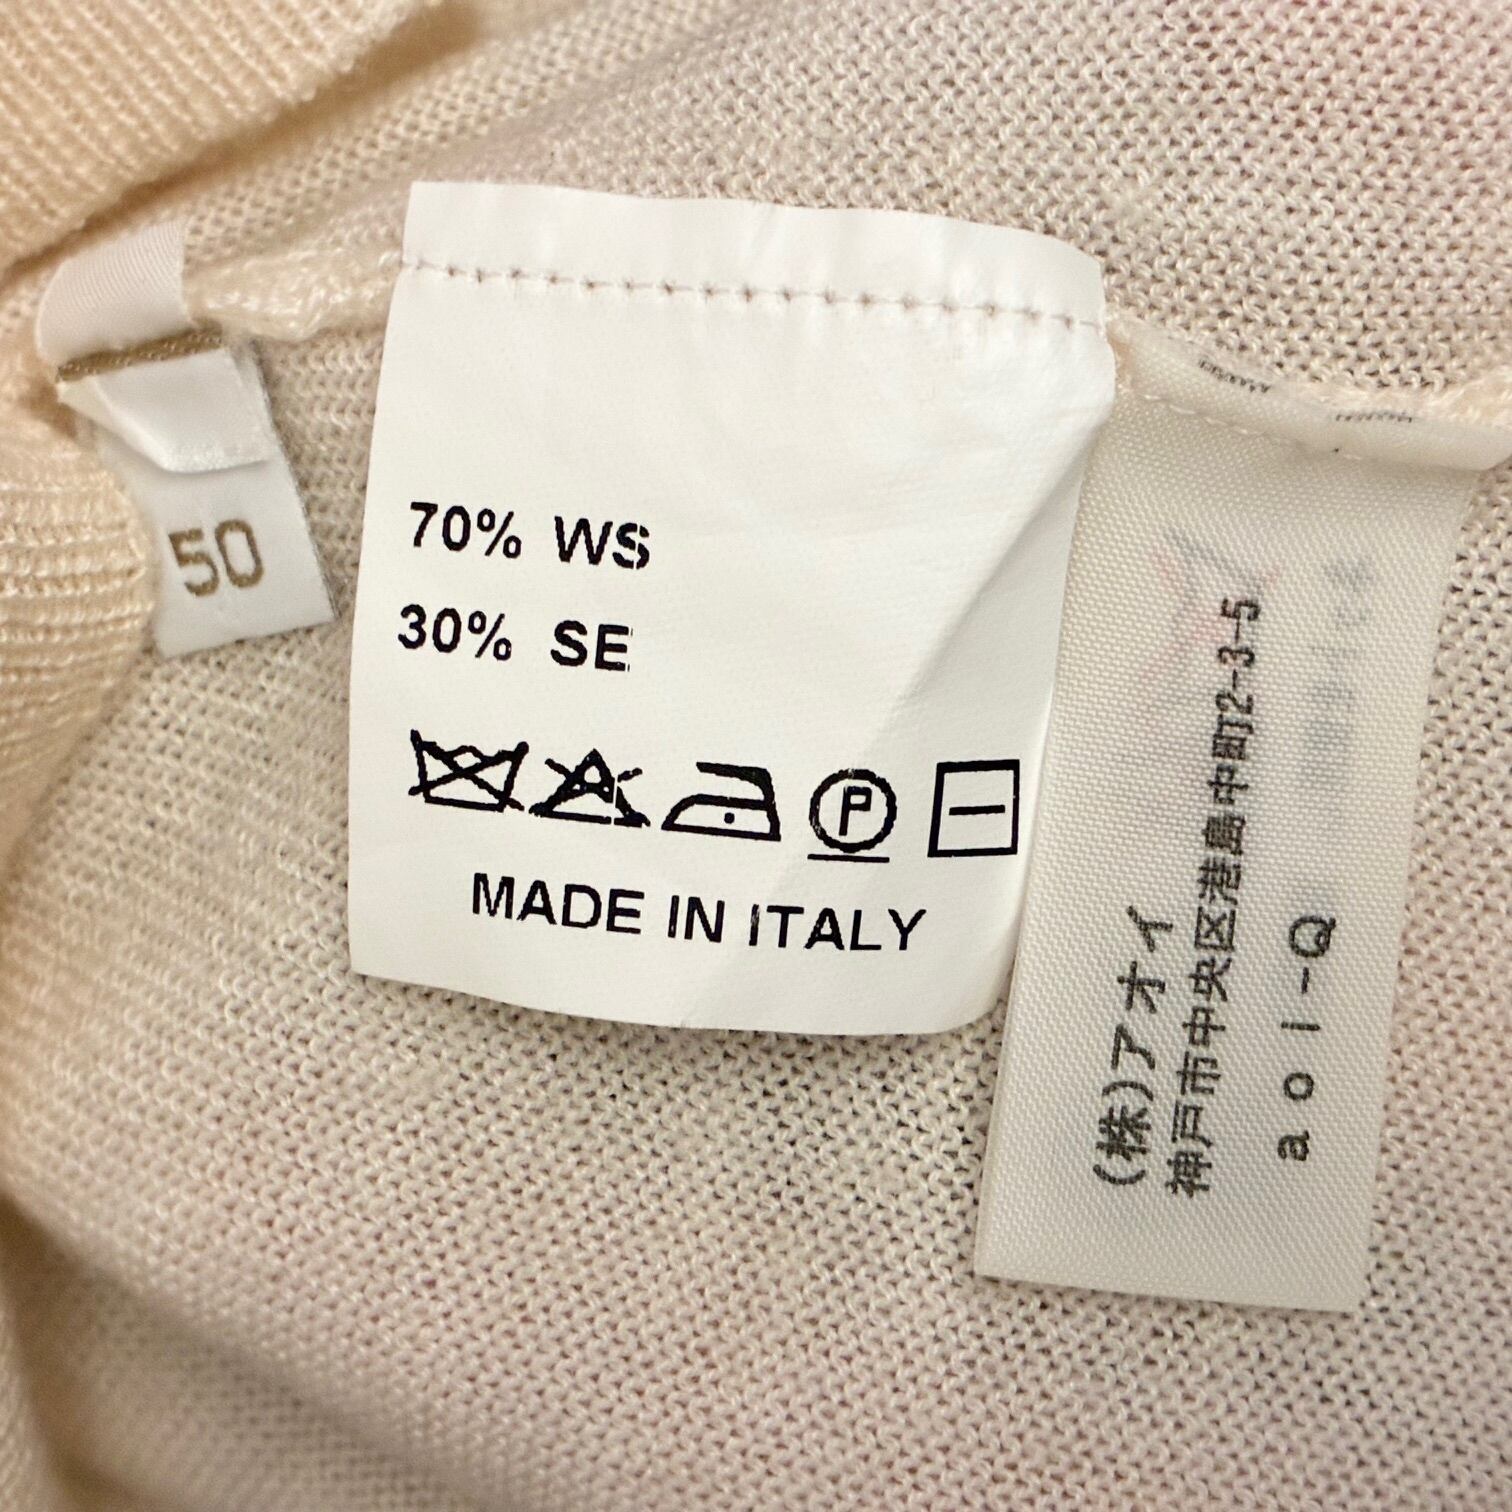 50
70% WS
30% SE
P
MADE IN ITALY
(株)アオイ
神戸市中央区港島中町2-3-5
aoI-Q